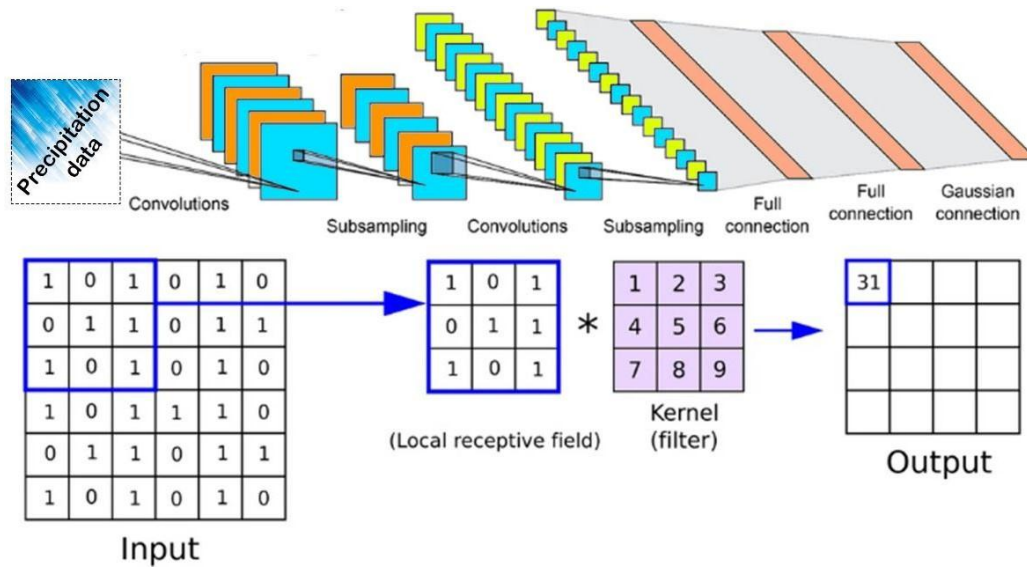 Precipitation
data
Convolutions
Subsampling
Convolutions
Subsampling
Full
connection
Full
connection
Gaussian
connection
1 0 1 0 1 0
0 1 1 0 1 1
1 0 1 0 1 0
1 0 1 1 1 0
0 1 1 0 1 1
1 0 1 0 1 0
Input
1 0 1
0 1 1
1 0 1
(Local receptive field)
*
1 2 3
4 5 6
7 8 9
Kernel
(filter)
31
Output